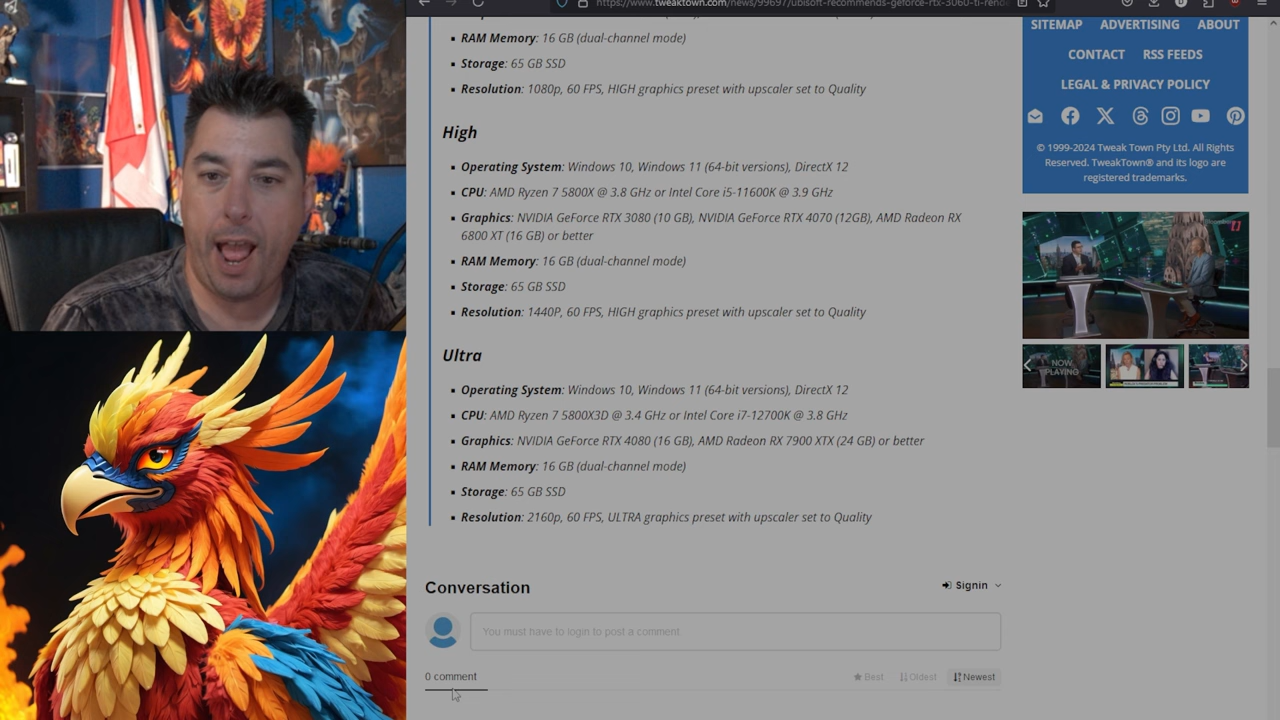 https://www.tweaktown.com/news/99697/ubisoft-recommends-geforce-rtx-3060-ti-rende
RAM Memory: 16 GB (dual-channel mode)
Storage: 65 GB SSD
Resolution: 1080p, 60 FPS, HIGH graphics preset with upscaler set to Quality
High
Operating System: Windows 10, Windows 11 (64-bit versions), DirectX 12
CPU: AMD Ryzen 7 5800X @ 3.8 GHz or Intel Core i5-11600K @ 3.9 GHz
Graphics: NVIDIA GeForce RTX 3080 (10 GB), NVIDIA GeForce RTX 4070 (12GB), AMD Radeon RX
6800 XT (16 GB) or better
RAM Memory: 16 GB (dual-channel mode)
Storage: 65 GB SSD
Resolution: 1440P, 60 FPS, HIGH graphics preset with upscaler set to Quality
Ultra
Operating System: Windows 10, Windows 11 (64-bit versions), DirectX 12
CPU: AMD Ryzen 7 5800X3D @ 3.4 GHz or Intel Core i7-12700K @ 3.8 GHz
Graphics: NVIDIA GeForce RTX 4080 (16 GB), AMD Radeon RX 7900 XTX (24 GB) or better
RAM Memory: 16 GB (dual-channel mode)
Storage: 65 GB SSD
Resolution: 2160p, 60 FPS, ULTRA graphics preset with upscaler set to Quality
Conversation
Signin
You must have to login to post a comment
0 comment
Best Oldest Newest
SITEMAP ADVERTISING ABOUT
CONTACT RSS FEEDS
LEGAL & PRIVACY POLICY
© 1999-2024 Tweak Town Pty Ltd. All Rights
Reserved. TweakTown® and its logo are
registered trademarks.
NOW
PLAYING